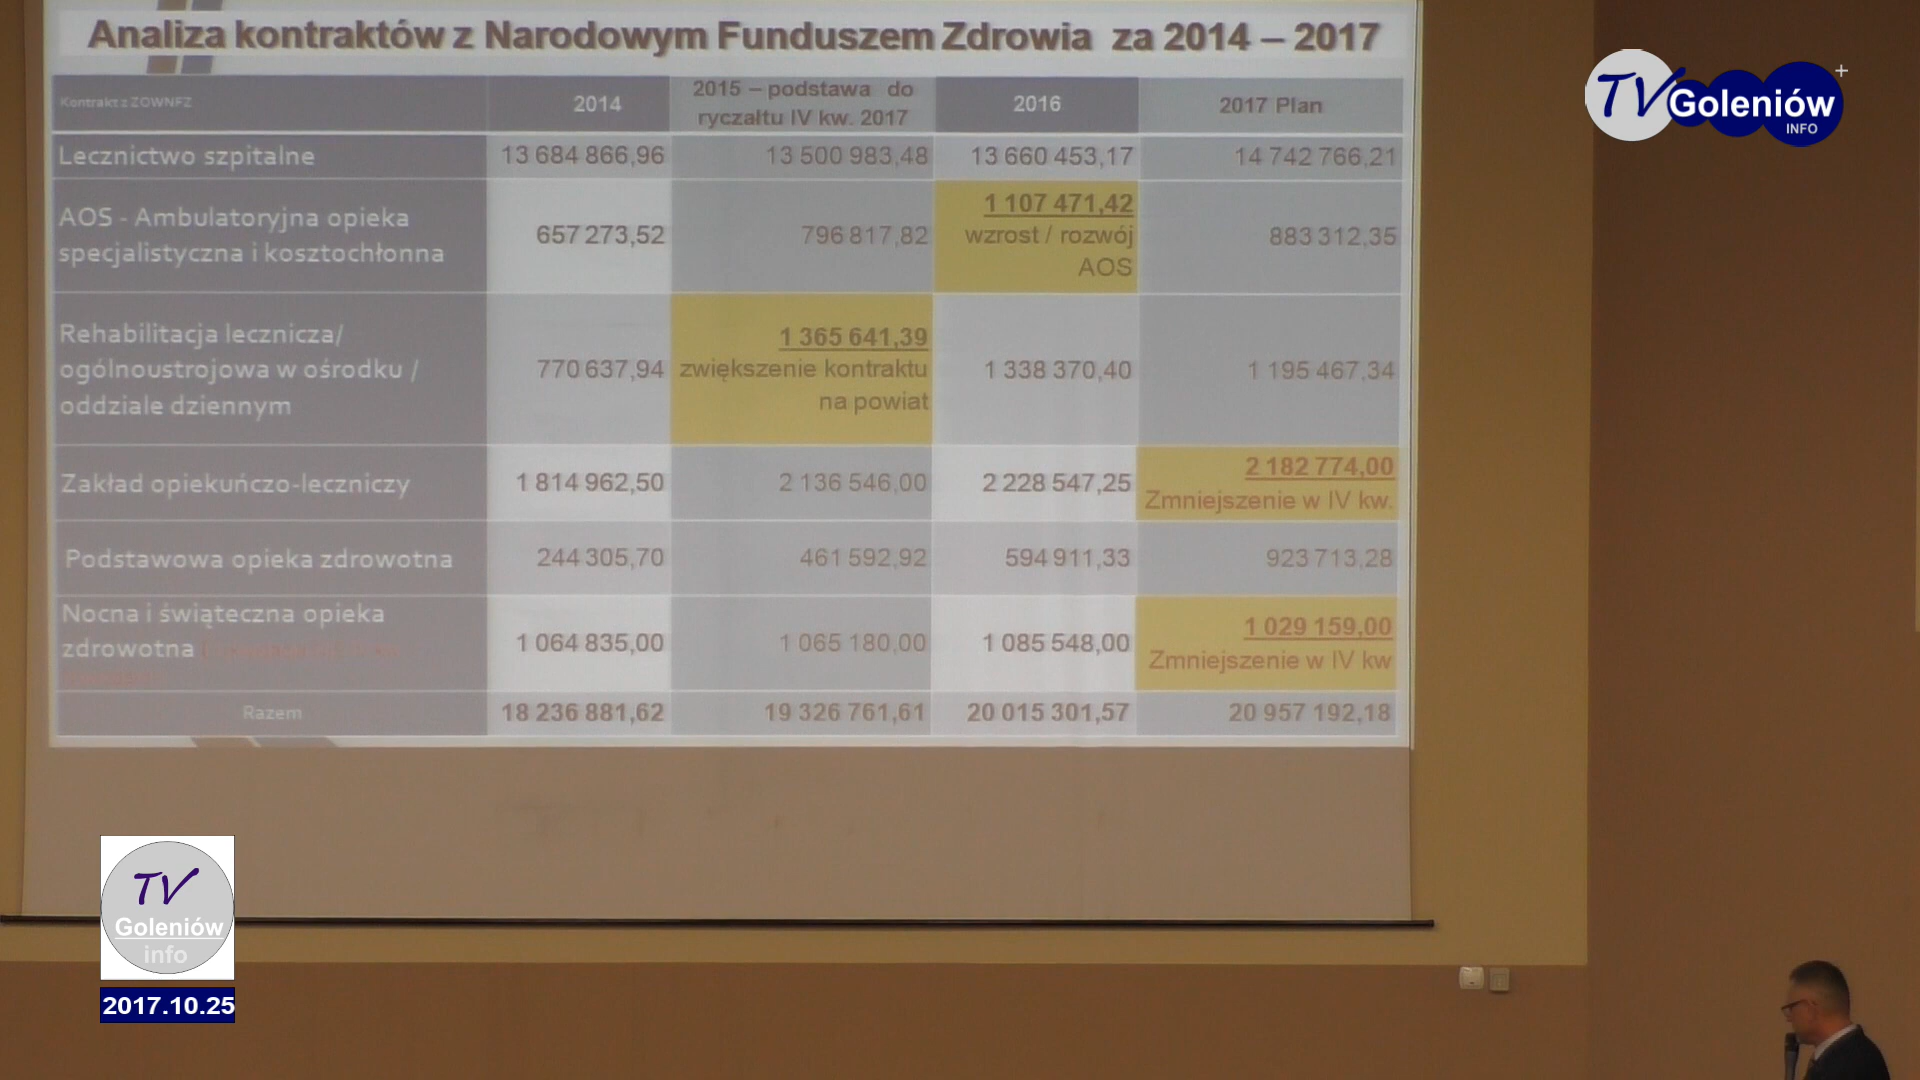 Analiza kontraktów z Narodowym Funduszem Zdrowia za 2014 – 2017
Kontrakt z ZOWNFZ
2014
2015 – podstawa do
ryczałtu IV kw. 2017
2016
2017 Plan
Lecznictwo szpitalne
13 684 866,96
13 500 983,48
13 660 453,17
14 742 766,21
AOS - Ambulatoryjna opieka
specjalistyczna i kosztochłonna
657 273,52
796 817,82
1 107 471,42
wzrost / rozwój
AOS
883 312,35
Rehabilitacja lecznicza/
ogólnoustrojowa w ośrodku /
oddziale dziennym
770 637,94
1 365 641,39
zwiększenie kontraktu
na powiat
1 338 370,40
1 195 467,34
Zakład opiekuńczo-leczniczy
1 814 962,50
2 136 546,00
2 228 547,25
2 182 774,00
Zmniejszenie w IV kw.
Podstawowa opieka zdrowotna
244 305,70
461 592,92
594 911,33
923 713,28
Nocna i świąteczna opieka
zdrowotna
1 064 835,00
1 065 180,00
1 085 548,00
1 029 159,00
Zmniejszenie w IV kw
Razem
18 236 881,62
19 326 761,61
20 015 301,57
20 957 192,18
TV Goleniów +
INFO
TV
Goleniów
info
2017.10.25